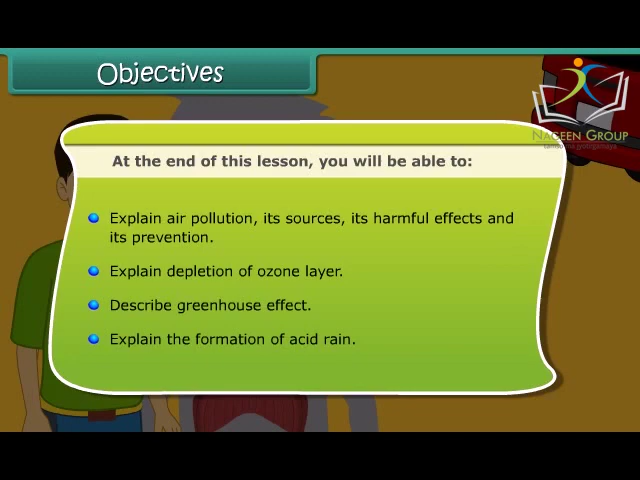 Objectives
NAGEEN GROUP
At the end of this lesson, you will be able to:
Explain air pollution, its sources, its harmful effects and
its prevention.
Explain depletion of ozone layer.
Describe greenhouse effect.
Explain the formation of acid rain.